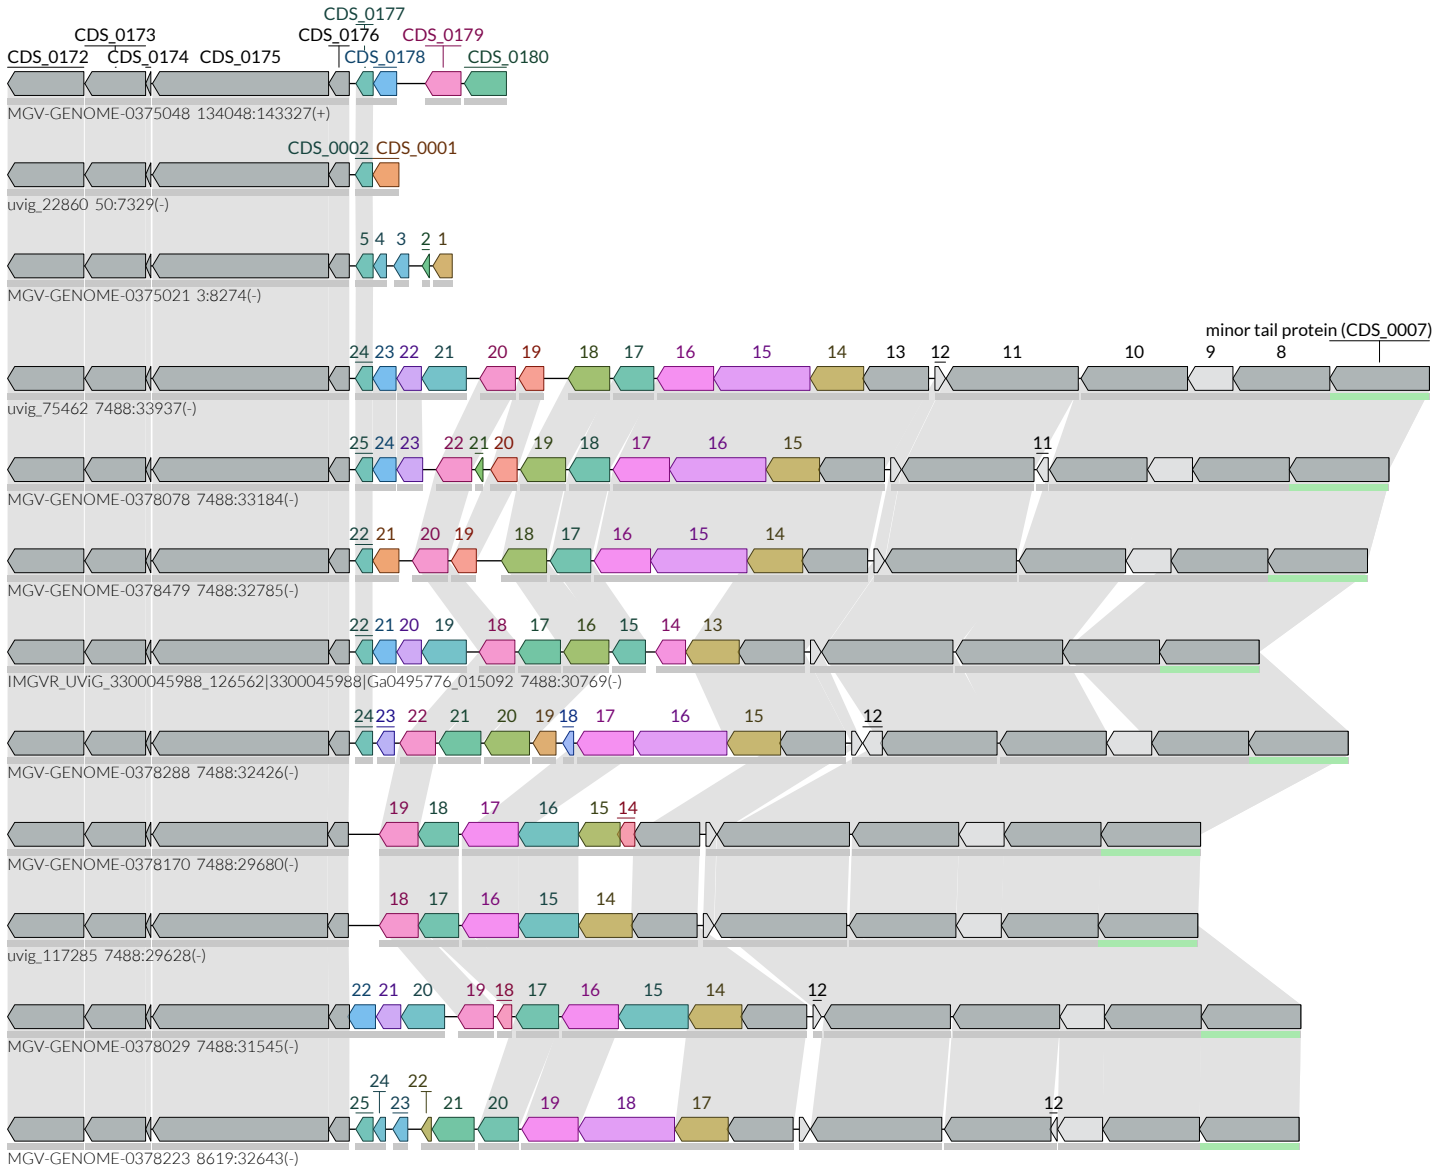 CDS_0177
CDS_0173 CDS_0176 CDS_0179
CDS_0172 CDS_0174 CDS_0175 CDS_0178 CDS_0180
MGV-GENOME-0375048 134048:143327(+)
CDS_0002 CDS_0001
uvig_22860 50:7329(-)
5 4 3 2 1
MGV-GENOME-0375021 3:8274(-)
minor tail protein (CDS_0007)
24 23 22 21 20 19 18 17 16 15 14 13 12 11 10 9 8
uvig_75462 7488:33937(-)
25 24 23 22 21 20 19 18 17 16 15 11
MGV-GENOME-0378078 7488:33184(-)
22 21 20 19 18 17 16 15 14
MGV-GENOME-0378479 7488:32785(-)
22 21 20 19 18 17 16 15 14 13
IMGVR_UViG_3300045988_126562|3300045988|Ga0495776_015092 7488:30769(-)
24 23 22 21 20 19 18 17 16 15 12
MGV-GENOME-0378288 7488:32426(-)
19 18 17 16 15 14
MGV-GENOME-0378170 7488:29680(-)
18 17 16 15 14
uvig_117285 7488:29628(-)
22 21 20 19 18 17 16 15 14 12
MGV-GENOME-0378029 7488:31545(-)
24 22
25 23 21 20 19 18 17 12
MGV-GENOME-0378223 8619:32643(-)